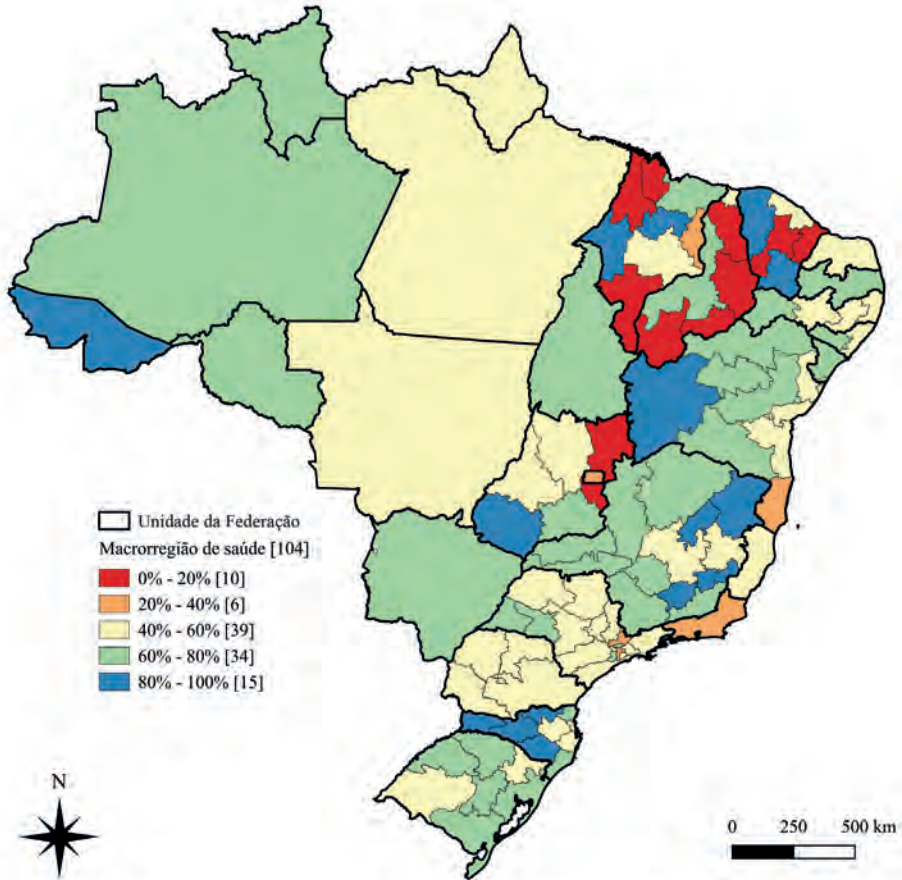 Unidade da Federação
Macrorregião de saúde [104]
0% - 20% [10]
20% - 40% [6]
40% - 60% [39]
60% - 80% [34]
80% - 100% [15]
N
0 250 500 km